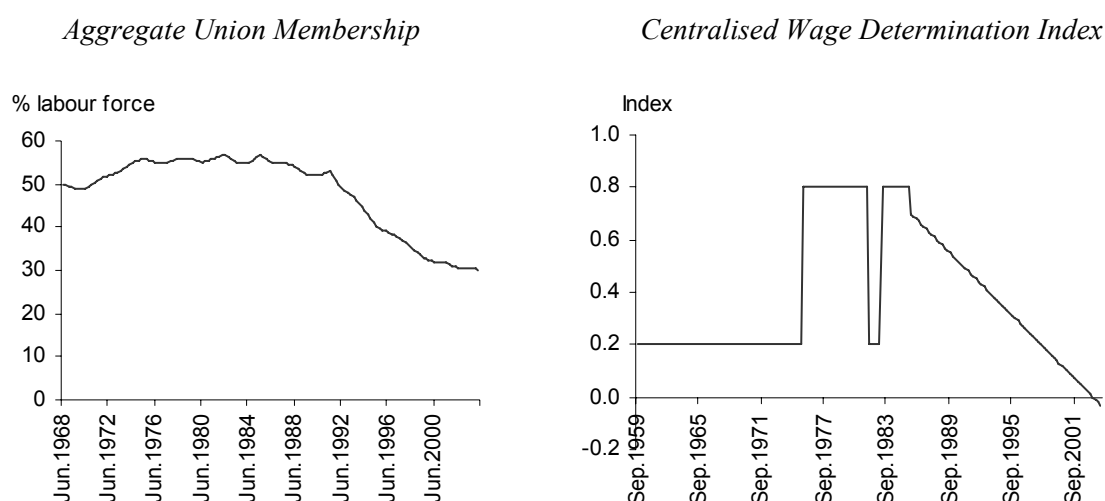 Aggregate Union Membership
% labour force
60
50
40
30
20
10
0
Jun.1968
Jun.1972
Jun.1976
Jun.1980
Jun.1984
Jun.1988
Jun.1992
Jun.1996
Jun.2000
Centralised Wage Determination Index
Index
1.0
0.8
0.6
0.4
0.2
0.0
-0.2
Sep.1959
Sep.1965
Sep.1971
Sep.1977
Sep.1983
Sep.1989
Sep.1995
Sep.2001